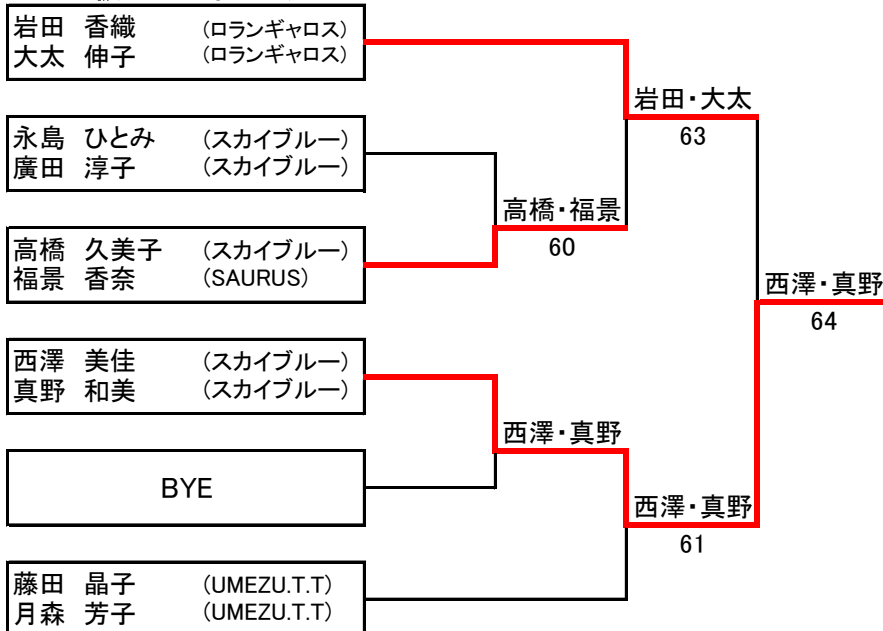 岩田 香織 (ロランギャロス)
大太 伸子 (ロランギャロス)
岩田・大太
63
永島 ひとみ (スカイブルー)
廣田 淳子 (スカイブルー)
高橋・福景
60
高橋 久美子 (スカイブルー)
福景 香奈 (SAURUS)
西澤・真野
64
西澤 美佳 (スカイブルー)
真野 和美 (スカイブルー)
西澤・真野
BYE
西澤・真野
61
藤田 晶子 (UMEZU.T.T)
月森 芳子 (UMEZU.T.T)